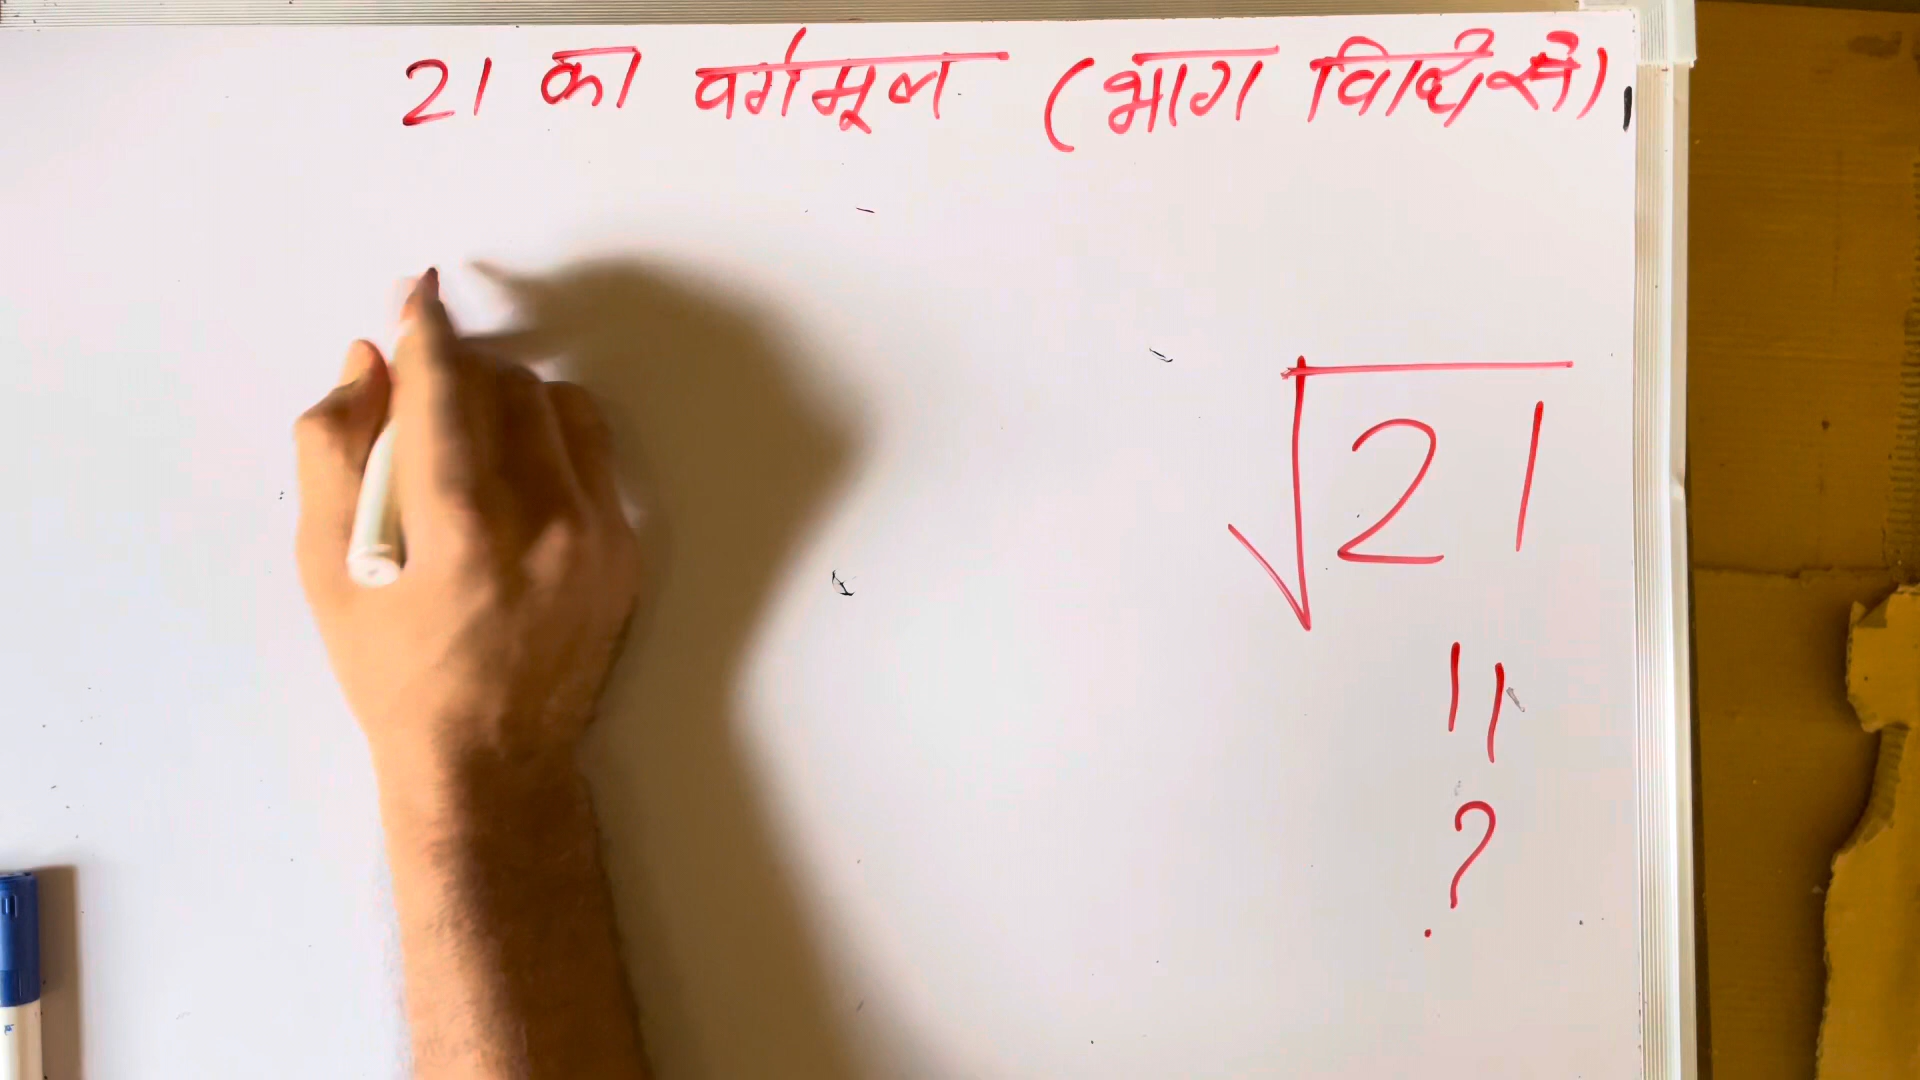 21 का वर्गमूल (भाग विधि से)
√21
=
?